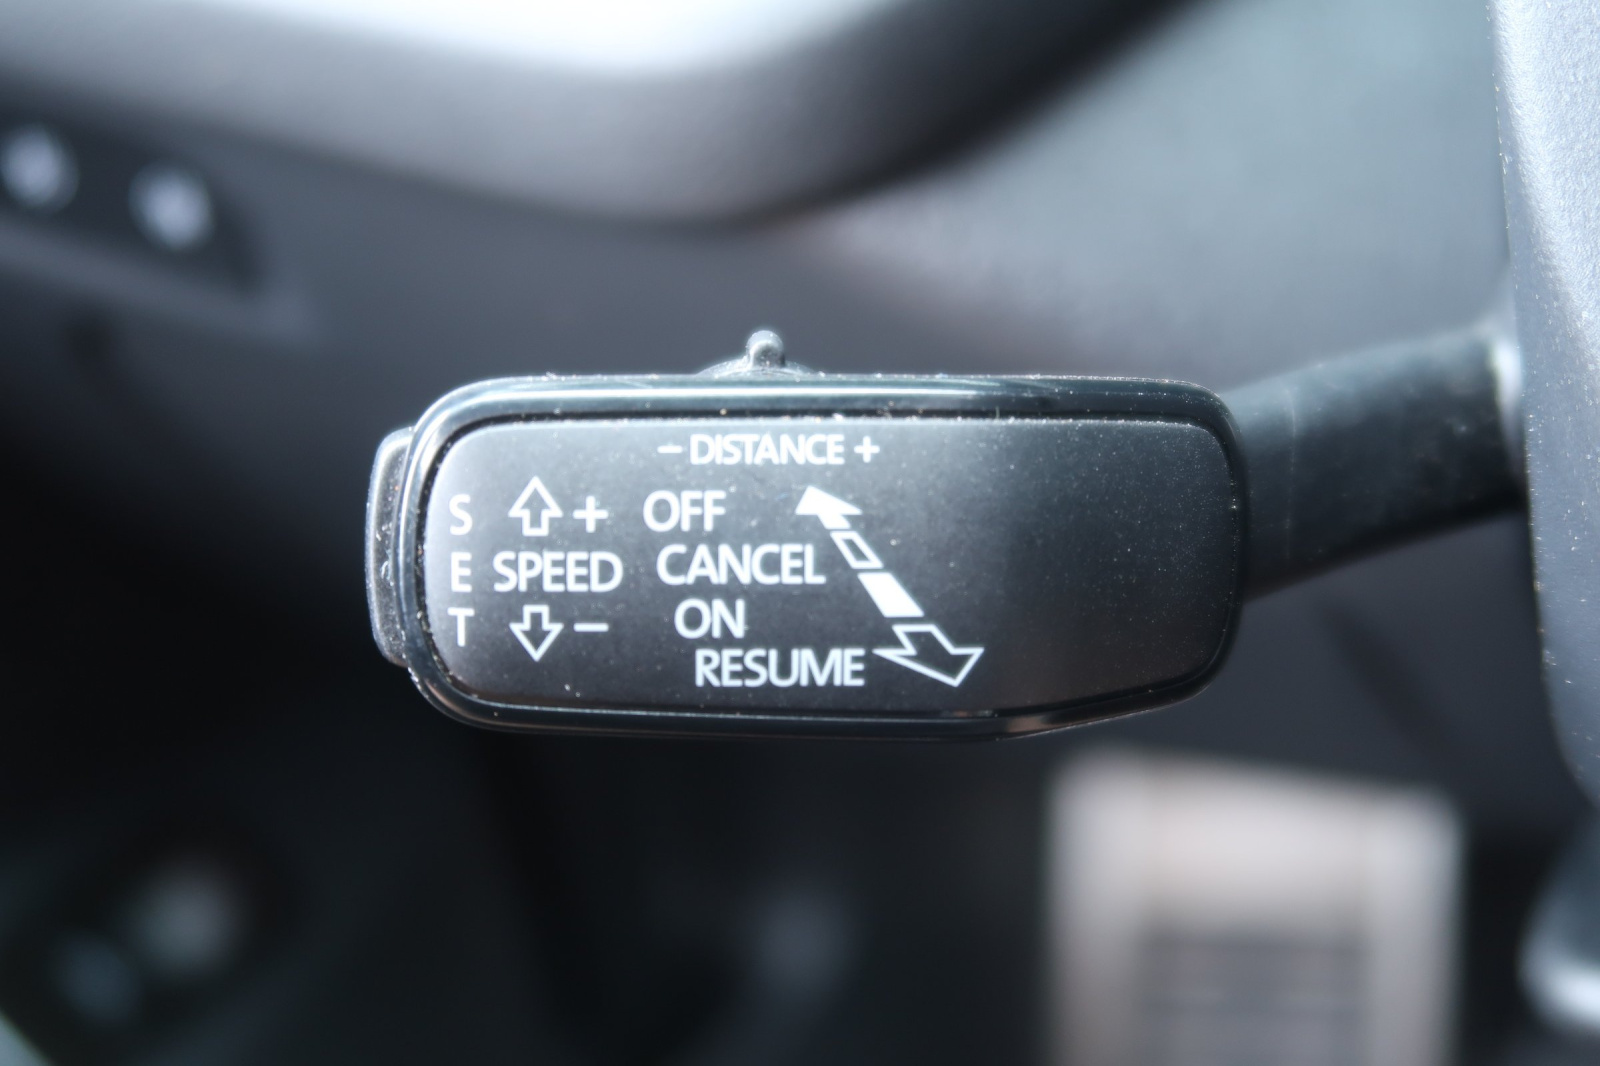 – DISTANCE +
S + OFF
E SPEED CANCEL
T – ON
RESUME